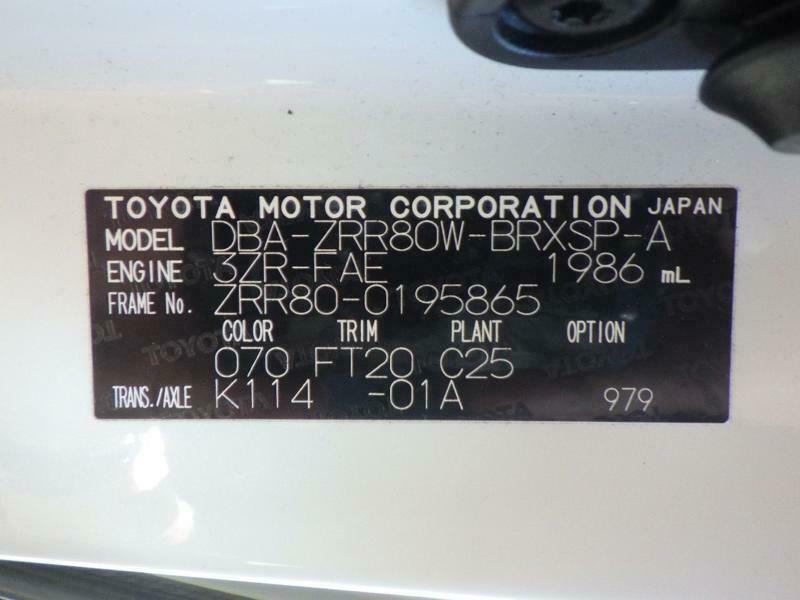 TOYOTA MOTOR CORPORATION JAPAN
MODEL DBA-ZRR80W-BRXSP-A
ENGINE 3ZR-FAE 1986 mL
FRAME No. ZRR80-0195865
COLOR TRIM PLANT OPTION
070 FT20 C25
TRANS./AXLE K114 -01A 979